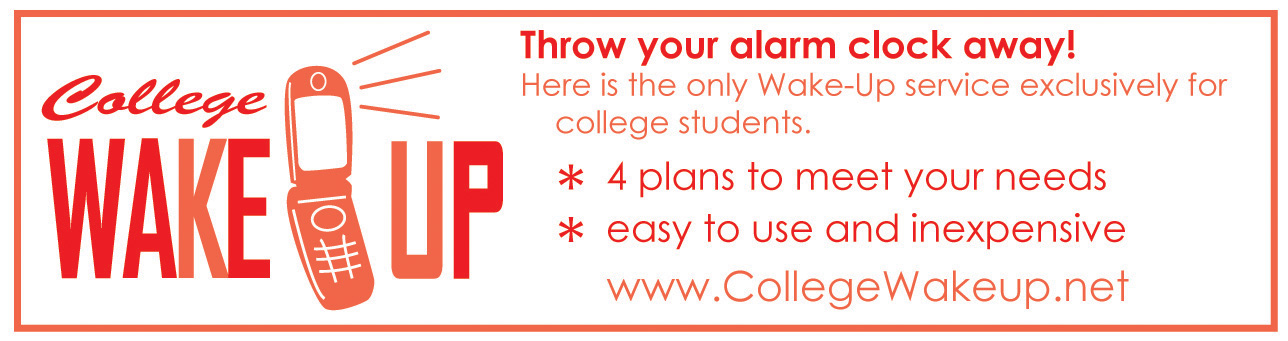 College
WAKE UP
Throw your alarm clock away!
Here is the only Wake-Up service exclusively for
college students.
* 4 plans to meet your needs
* easy to use and inexpensive
www.CollegeWakeup.net